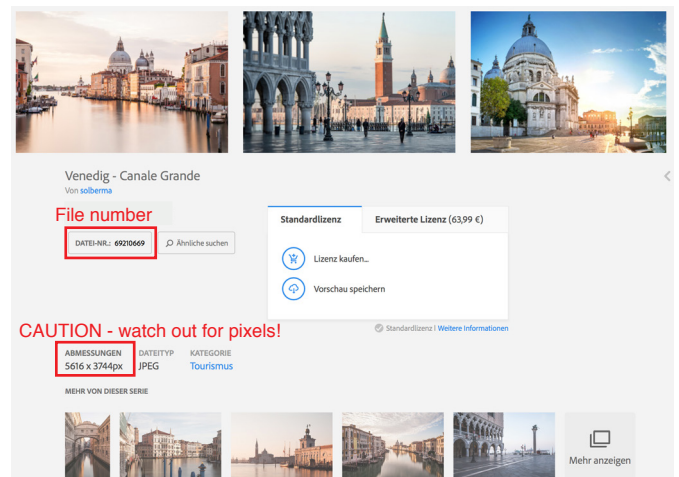 Venedig - Canale Grande
Von solberma
File number
DATEI-NR.: 69210669
Ähnliche suchen
Standardlizenz
Erweiterte Lizenz (63,99 €)
Lizenz kaufen...
Vorschau speichern
Standardlizenz | Weitere Informationen
CAUTION - watch out for pixels!
ABMESSUNGEN DATEITYP KATEGORIE
5616 x 3744px JPEG Tourismus
MEHR VON DIESER SERIE
Mehr anzeigen